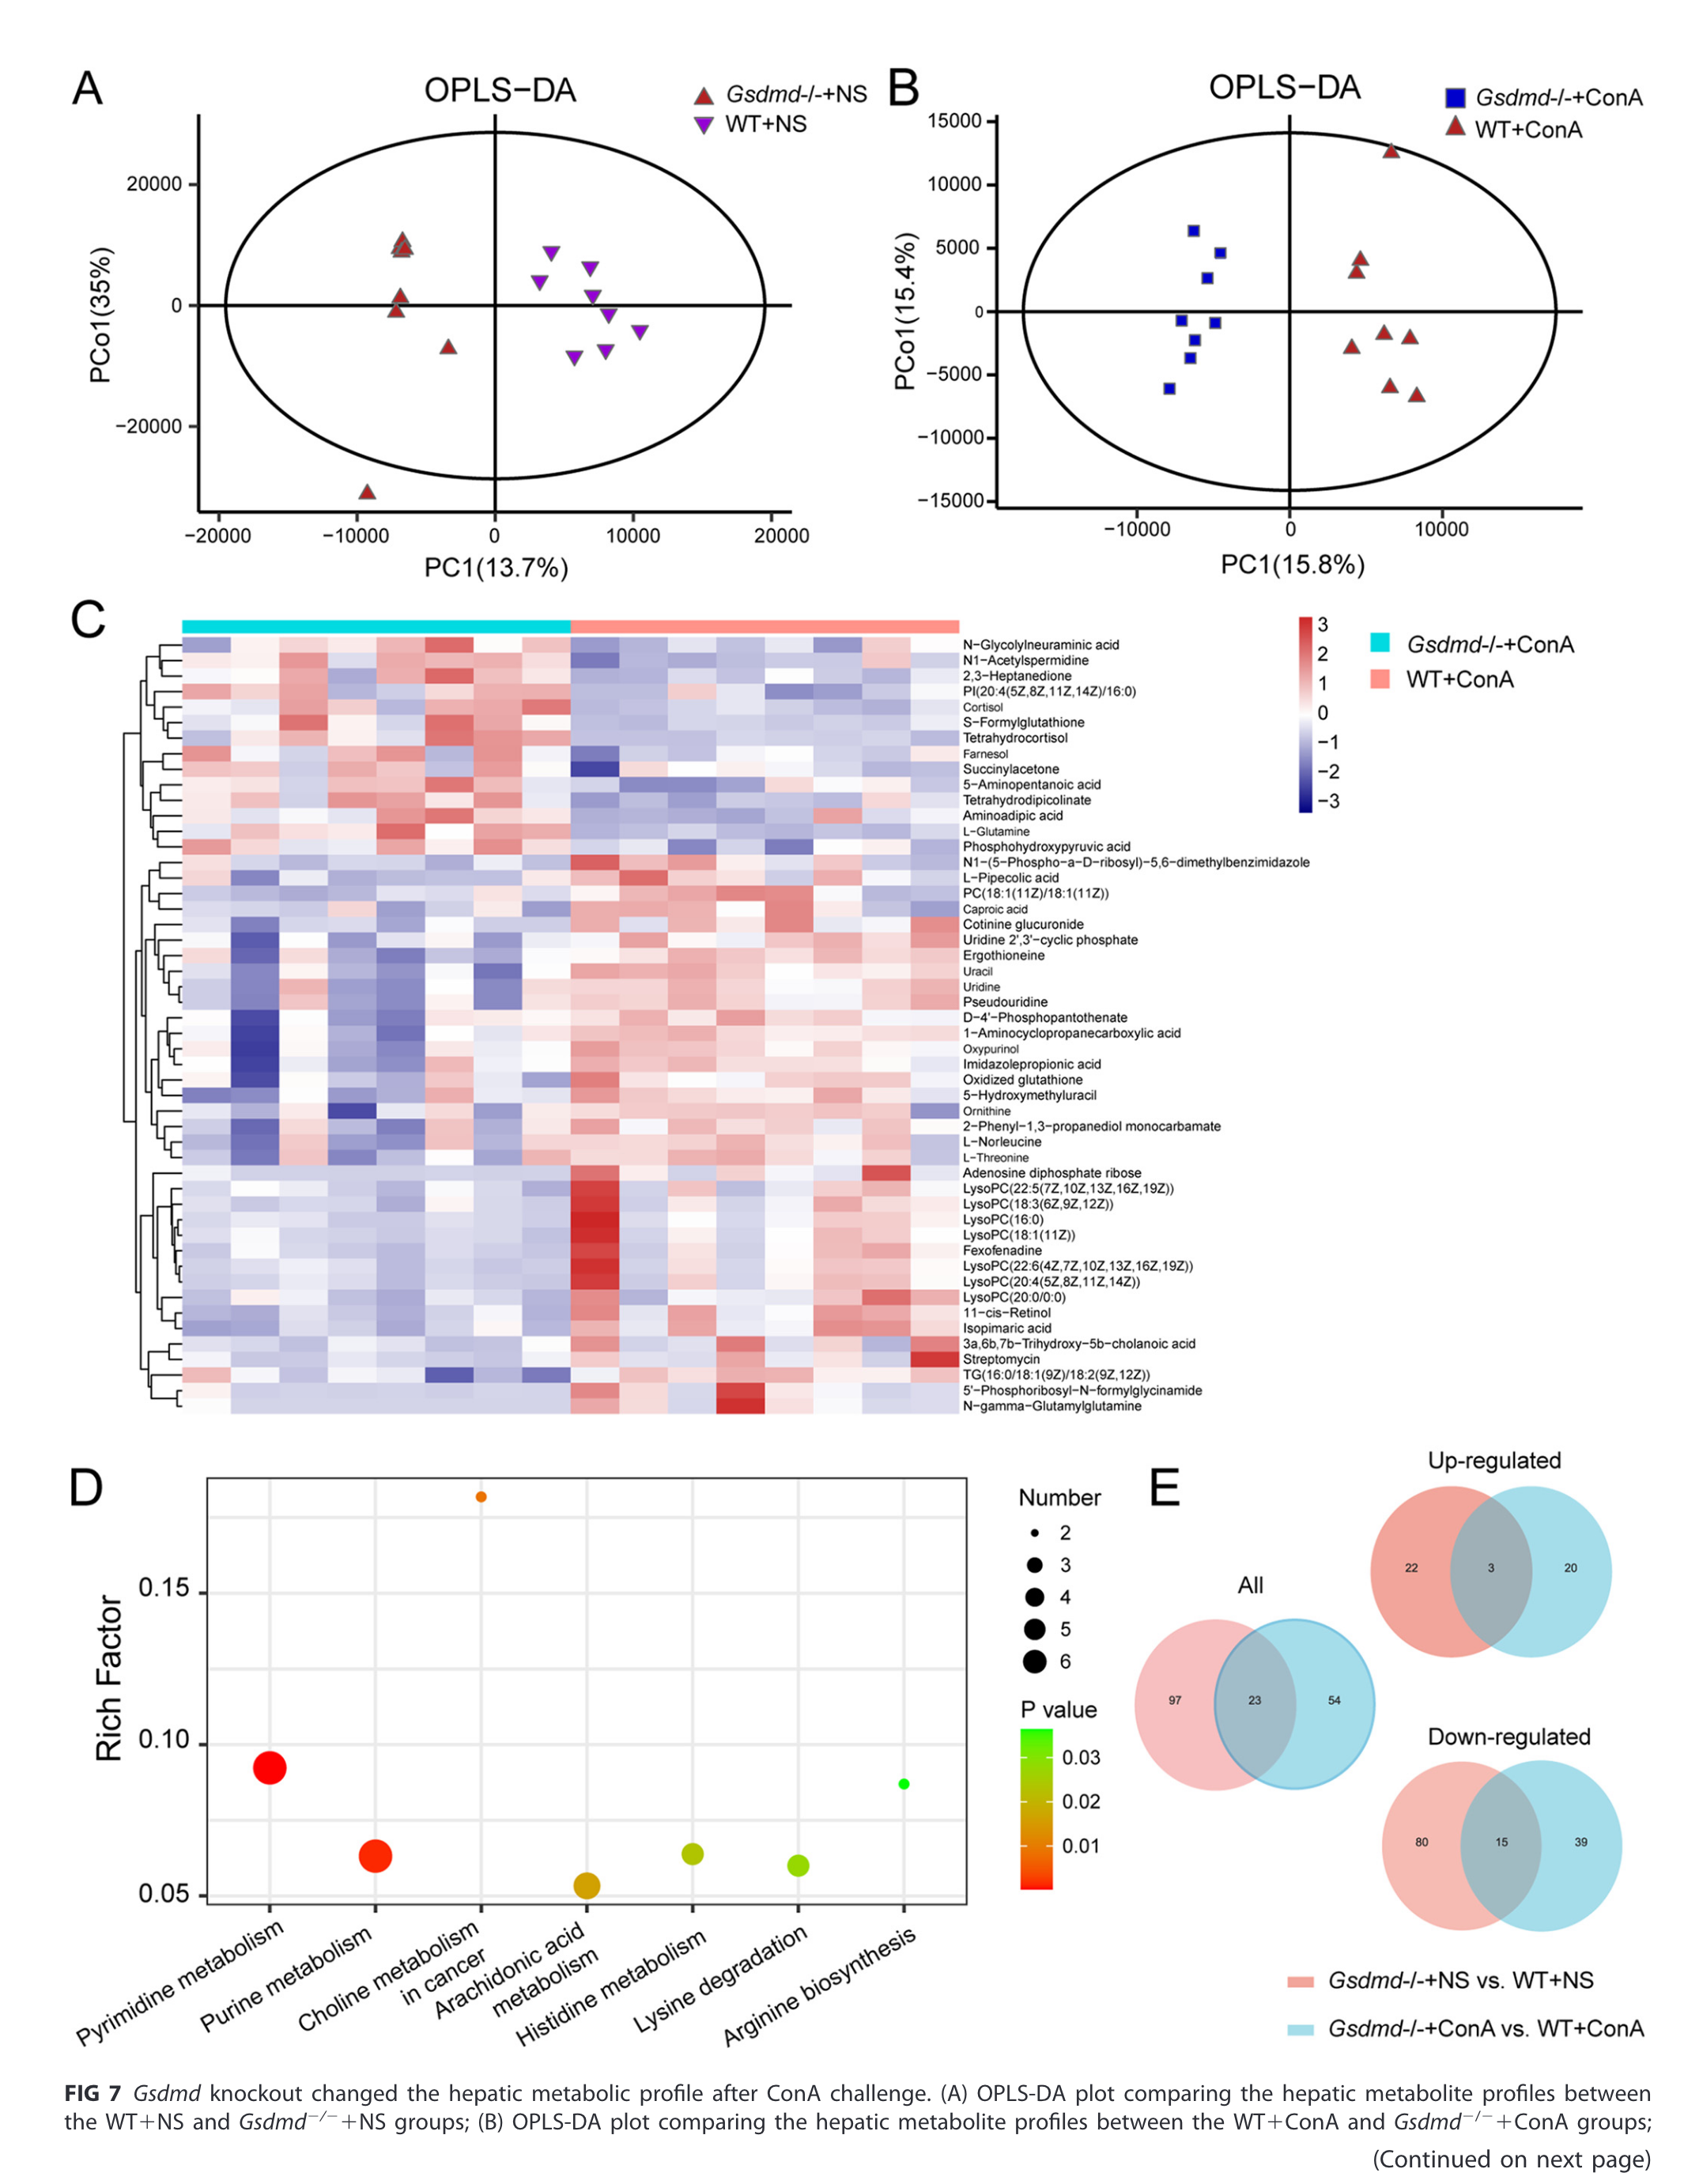 A
OPLS−DA
Gsdmd-/-+NS
WT+NS
20000
0
−20000
PCo1(35%)
−20000
−10000
0
10000
20000
PC1(13.7%)
B
OPLS−DA
Gsdmd-/-+ConA
WT+ConA
15000
10000
5000
0
−5000
−10000
−15000
PCo1(15.4%)
−10000
0
10000
PC1(15.8%)
C
N−Glycolylneuraminic acid
N1−Acetylspermidine
2,3−Heptanedione
PI(20:4(5Z,8Z,11Z,14Z)/16:0)
Cortisol
S−Formylglutathione
Tetrahydrocortisol
Farnesol
Succinylacetone
5−Aminopentanoic acid
Tetrahydrodipicolinate
Aminoadipic acid
L−Glutamine
Phosphohydroxypyruvic acid
N1−(5−Phospho−a−D−ribosyl)−5,6−dimethylbenzimidazole
L−Pipecolic acid
PC(18:1(11Z)/18:1(11Z))
Caproic acid
Cotinine glucuronide
Uridine 2',3'−cyclic phosphate
Ergothioneine
Uracil
Uridine
Pseudouridine
D−4'−Phosphopantothenate
1−Aminocyclopropanecarboxylic acid
Oxypurinol
Imidazolepropionic acid
Oxidized glutathione
5−Hydroxymethyluracil
Ornithine
2−Phenyl−1,3−propanediol monocarbamate
L−Norleucine
L−Threonine
Adenosine diphosphate ribose
LysoPC(22:5(7Z,10Z,13Z,16Z,19Z))
LysoPC(18:3(6Z,9Z,12Z))
LysoPC(16:0)
LysoPC(18:1(11Z))
Fexofenadine
LysoPC(22:6(4Z,7Z,10Z,13Z,16Z,19Z))
LysoPC(20:4(5Z,8Z,11Z,14Z))
LysoPC(20:0/0:0)
11−cis−Retinol
Isopimaric acid
3a,6b,7b−Trihydroxy−5b−cholanoic acid
Streptomycin
TG(16:0/18:1(9Z)/18:2(9Z,12Z))
5'−Phosphoribosyl−N−formylglycinamide
N−gamma−Glutamylglutamine
3
2
1
0
−1
−2
−3
Gsdmd-/-+ConA
WT+ConA
D
Rich Factor
0.15
0.10
0.05
Pyrimidine metabolism
Purine metabolism
Choline metabolism
in cancer
Arachidonic acid
metabolism
Histidine metabolism
Lysine degradation
Arginine biosynthesis
Number
2
3
4
5
6
P value
0.03
0.02
0.01
E
Up-regulated
22
3
20
All
97
23
54
Down-regulated
80
15
39
Gsdmd-/-+NS vs. WT+NS
Gsdmd-/-+ConA vs. WT+ConA
FIG 7 Gsdmd knockout changed the hepatic metabolic profile after ConA challenge. (A) OPLS-DA plot comparing the hepatic metabolite profiles between
the WT+NS and Gsdmd−/−+NS groups; (B) OPLS-DA plot comparing the hepatic metabolite profiles between the WT+ConA and Gsdmd−/−+ConA groups;
(Continued on next page)